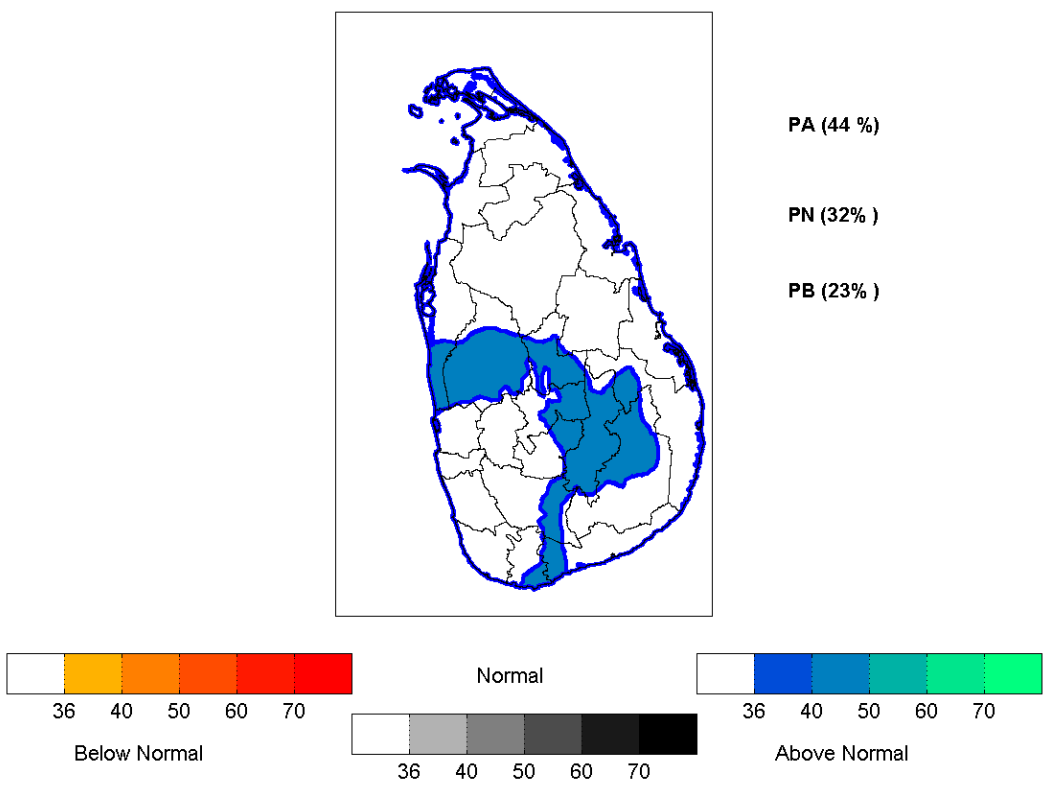 PA (44 %)
PN (32% )
PB (23% )
Normal
36 40 50 60 70
36 40 50 60 70
Below Normal
Above Normal
36 40 50 60 70